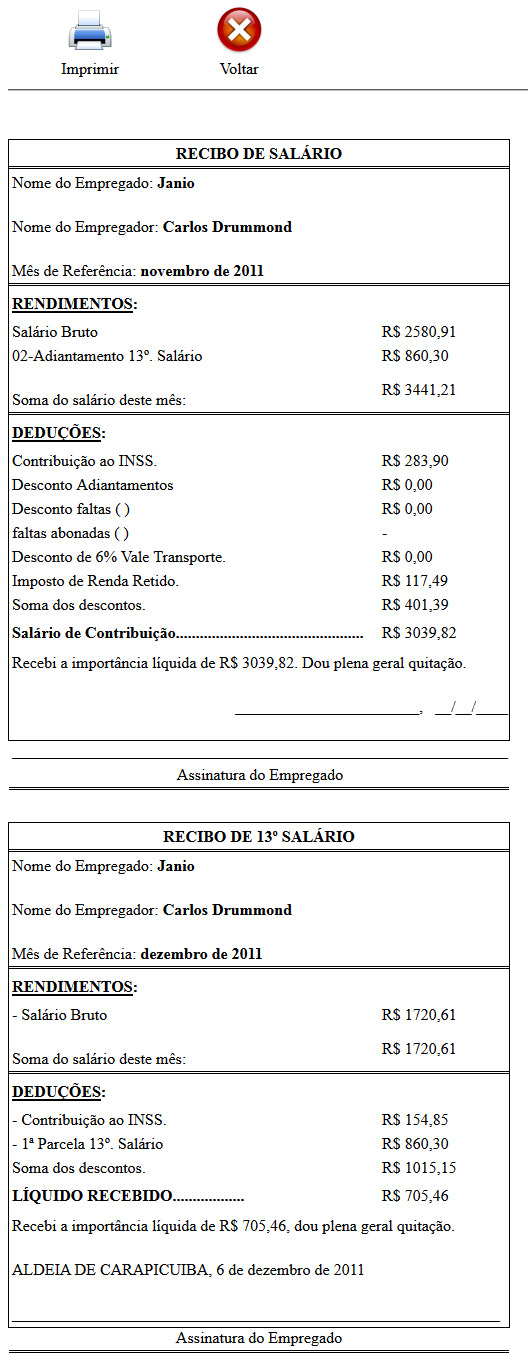 Imprimir Voltar
RECIBO DE SALÁRIO
Nome do Empregado: Janio
Nome do Empregador: Carlos Drummond
Mês de Referência: novembro de 2011
RENDIMENTOS:
Salário Bruto R$ 2580,91
02-Adiantamento 13º. Salário R$ 860,30
Soma do salário deste mês: R$ 3441,21
DEDUÇÕES:
Contribuição ao INSS. R$ 283,90
Desconto Adiantamentos R$ 0,00
Desconto faltas ( ) R$ 0,00
faltas abonadas ( ) -
Desconto de 6% Vale Transporte. R$ 0,00
Imposto de Renda Retido. R$ 117,49
Soma dos descontos. R$ 401,39
Salário de Contribuição............................................... R$ 3039,82
Recebi a importância líquida de R$ 3039,82. Dou plena geral quitação.
_______________________, __/__/____
Assinatura do Empregado
RECIBO DE 13º SALÁRIO
Nome do Empregado: Janio
Nome do Empregador: Carlos Drummond
Mês de Referência: dezembro de 2011
RENDIMENTOS:
- Salário Bruto R$ 1720,61
Soma do salário deste mês: R$ 1720,61
DEDUÇÕES:
- Contribuição ao INSS. R$ 154,85
- 1ª Parcela 13º. Salário R$ 860,30
Soma dos descontos. R$ 1015,15
LÍQUIDO RECEBIDO.................. R$ 705,46
Recebi a importância líquida de R$ 705,46, dou plena geral quitação.
ALDEIA DE CARAPICUIBA, 6 de dezembro de 2011
Assinatura do Empregado